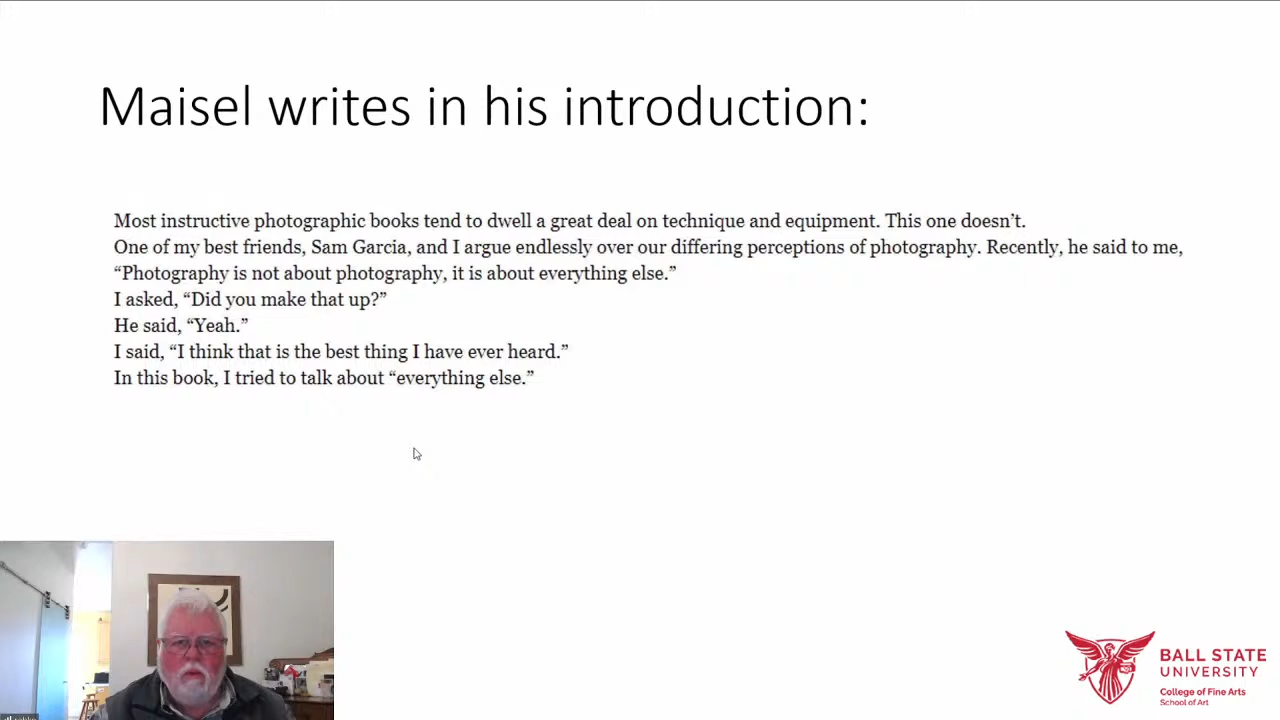 Maisel writes in his introduction:
Most instructive photographic books tend to dwell a great deal on technique and equipment. This one doesn’t.
One of my best friends, Sam Garcia, and I argue endlessly over our differing perceptions of photography. Recently, he said to me,
“Photography is not about photography, it is about everything else.”
I asked, “Did you make that up?”
He said, “Yeah.”
I said, “I think that is the best thing I have ever heard.”
In this book, I tried to talk about “everything else.”
BALL STATE
UNIVERSITY
College of Fine Arts
School of Art